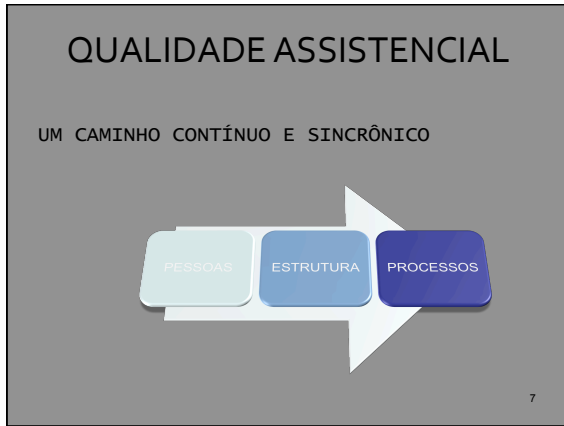 QUALIDADE ASSISTENCIAL
UM CAMINHO CONTÍNUO E SINCRÔNICO
PESSOAS
ESTRUTURA
PROCESSOS
7